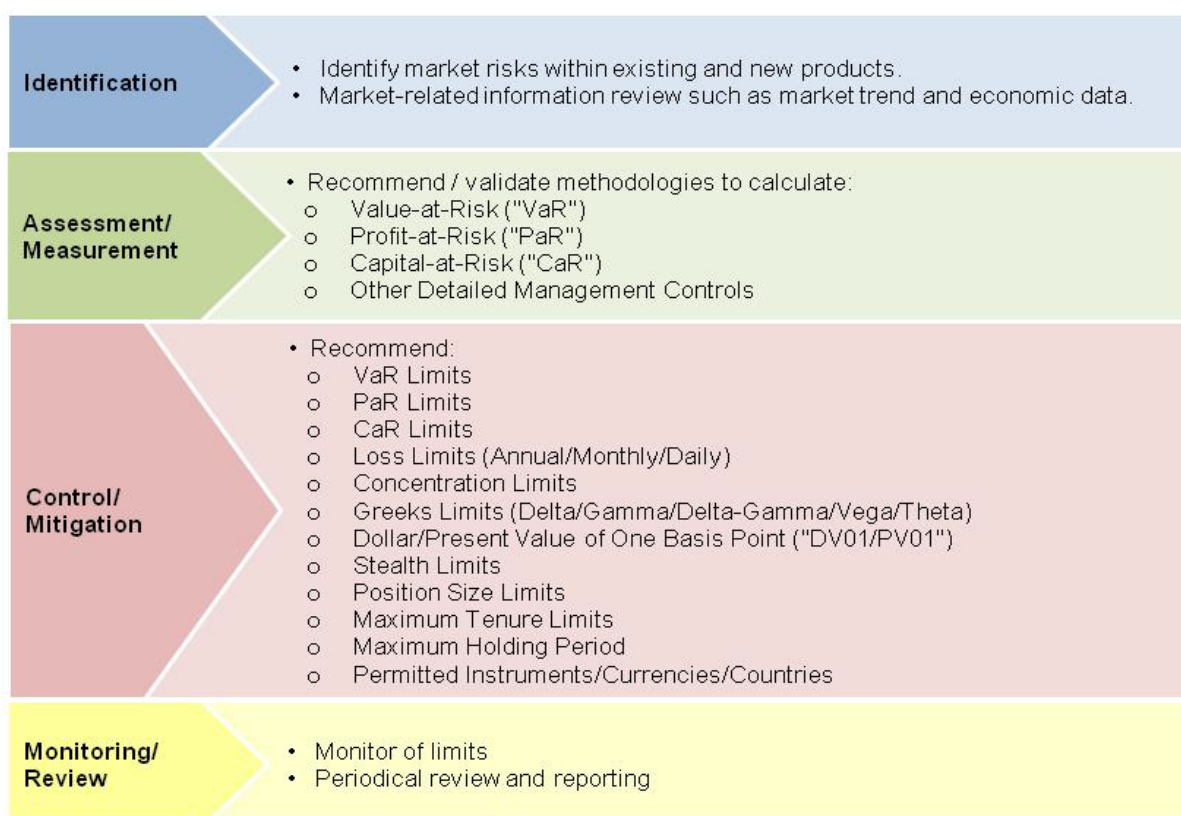 Identification
• Identify market risks within existing and new products.
• Market-related information review such as market trend and economic data.
Assessment/
Measurement
• Recommend / validate methodologies to calculate:
o Value-at-Risk ("VaR")
o Profit-at-Risk ("PaR")
o Capital-at-Risk ("CaR")
o Other Detailed Management Controls
Control/
Mitigation
• Recommend:
o VaR Limits
o PaR Limits
o CaR Limits
o Loss Limits (Annual/Monthly/Daily)
o Concentration Limits
o Greeks Limits (Delta/Gamma/Delta-Gamma/Vega/Theta)
o Dollar/Present Value of One Basis Point ("DV01/PV01")
o Stealth Limits
o Position Size Limits
o Maximum Tenure Limits
o Maximum Holding Period
o Permitted Instruments/Currencies/Countries
Monitoring/
Review
• Monitor of limits
• Periodical review and reporting